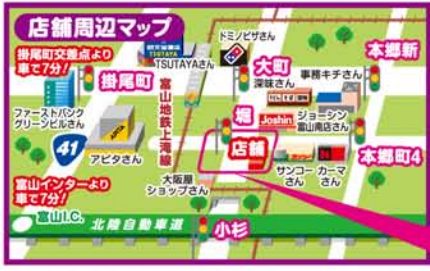 店舗周辺マップ
掛尾町交差点より
車で7分!
掛尾町
TSUTAYA
TSUTAYAさん
ドミノピザさん
大町
深味さん
事務キチさん
本郷新
ファーストバンク
グリーンビルさん
41
アピタさん
富山地鉄上滝線
堀
Joshin
ジョーシン
富山南店さん
店舗
本郷町4
大阪屋
ショップさん
サンコー
さん
カーマ
さん
富山インターより
車で7分!
富山I.C.
北陸自動車道
小杉